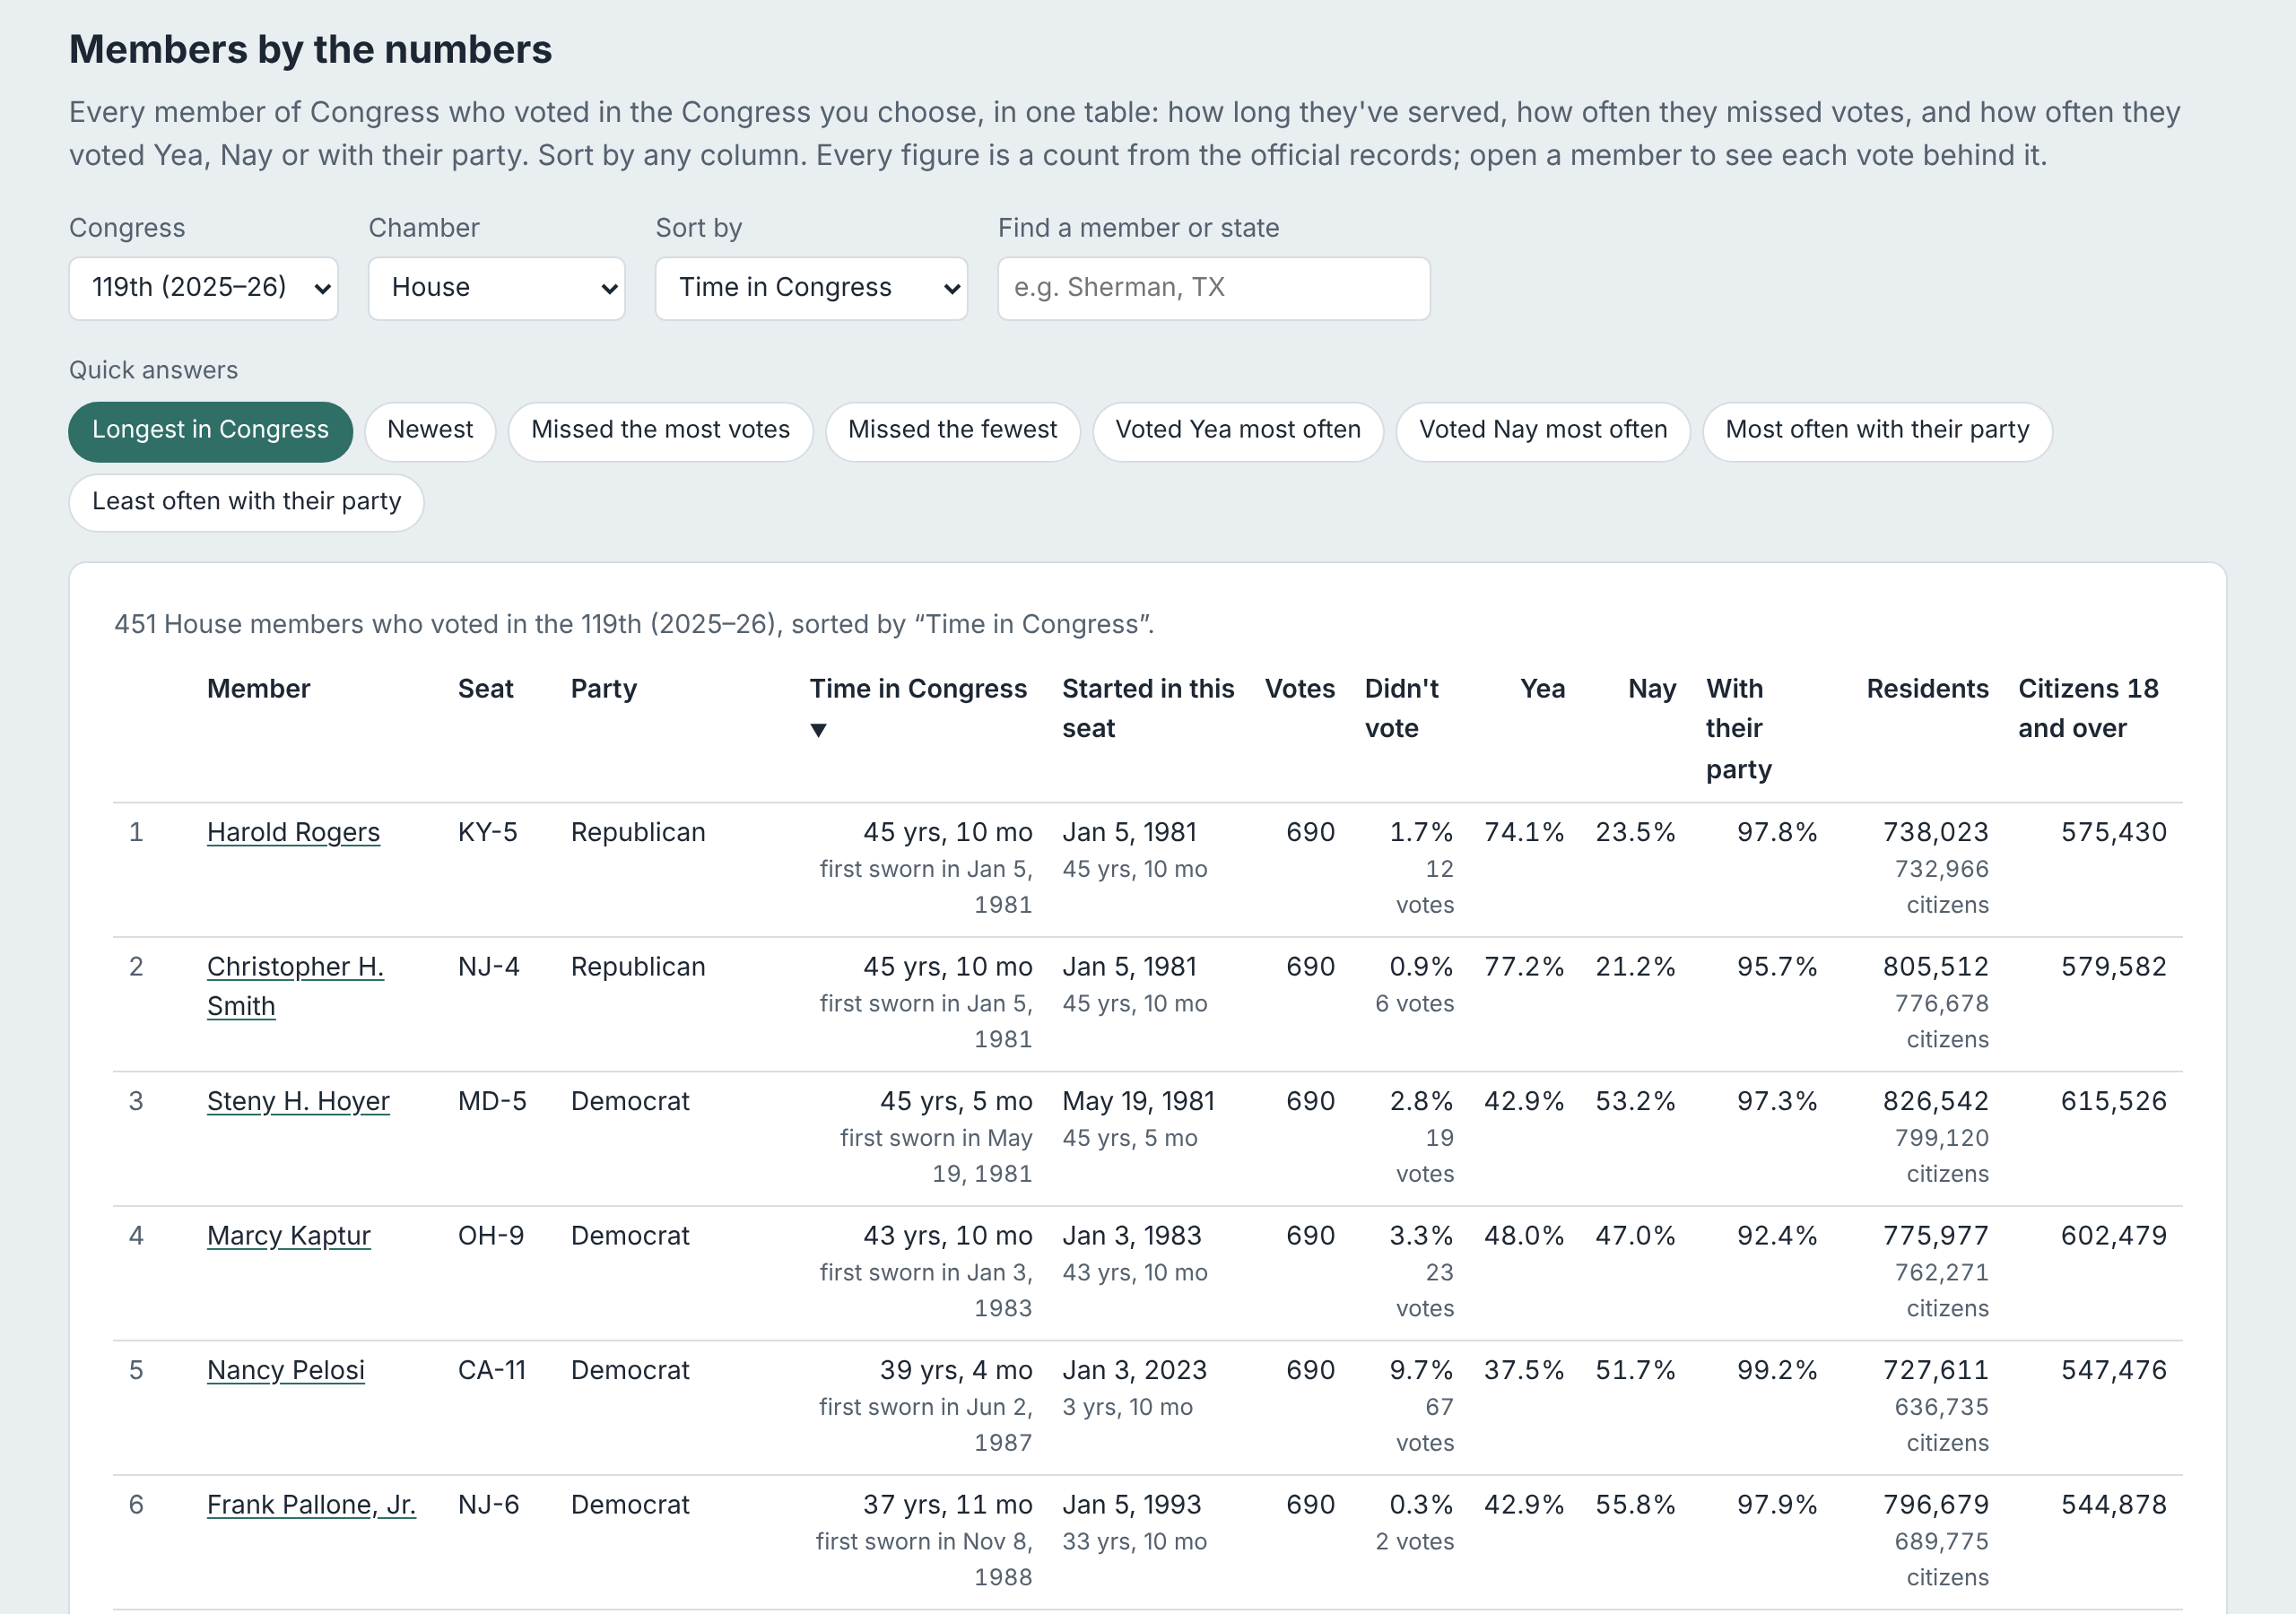 Members by the numbers
Every member of Congress who voted in the Congress you choose, in one table: how long they've served, how often they missed votes, and how often they
voted Yea, Nay or with their party. Sort by any column. Every figure is a count from the official records; open a member to see each vote behind it.
Congress Chamber Sort by Find a member or state
119th (2025–26) House Time in Congress e.g. Sherman, TX
Quick answers
Longest in Congress Newest Missed the most votes Missed the fewest Voted Yea most often Voted Nay most often Most often with their party
Least often with their party
451 House members who voted in the 119th (2025–26), sorted by “Time in Congress”.
Member Seat Party Time in Congress Started in this Votes Didn't Yea Nay With Residents Citizens 18
▼ seat vote their and over
party
1 Harold Rogers KY-5 Republican 45 yrs, 10 mo Jan 5, 1981 690 1.7% 74.1% 23.5% 97.8% 738,023 575,430
first sworn in Jan 5, 45 yrs, 10 mo 12 732,966
1981 votes citizens
2 Christopher H. NJ-4 Republican 45 yrs, 10 mo Jan 5, 1981 690 0.9% 77.2% 21.2% 95.7% 805,512 579,582
Smith first sworn in Jan 5, 45 yrs, 10 mo 6 votes 776,678
1981 citizens
3 Steny H. Hoyer MD-5 Democrat 45 yrs, 5 mo May 19, 1981 690 2.8% 42.9% 53.2% 97.3% 826,542 615,526
first sworn in May 45 yrs, 5 mo 19 799,120
19, 1981 votes citizens
4 Marcy Kaptur OH-9 Democrat 43 yrs, 10 mo Jan 3, 1983 690 3.3% 48.0% 47.0% 92.4% 775,977 602,479
first sworn in Jan 3, 43 yrs, 10 mo 23 762,271
1983 votes citizens
5 Nancy Pelosi CA-11 Democrat 39 yrs, 4 mo Jan 3, 2023 690 9.7% 37.5% 51.7% 99.2% 727,611 547,476
first sworn in Jun 2, 3 yrs, 10 mo 67 636,735
1987 votes citizens
6 Frank Pallone, Jr. NJ-6 Democrat 37 yrs, 11 mo Jan 5, 1993 690 0.3% 42.9% 55.8% 97.9% 796,679 544,878
first sworn in Nov 8, 33 yrs, 10 mo 2 votes 689,775
1988 citizens